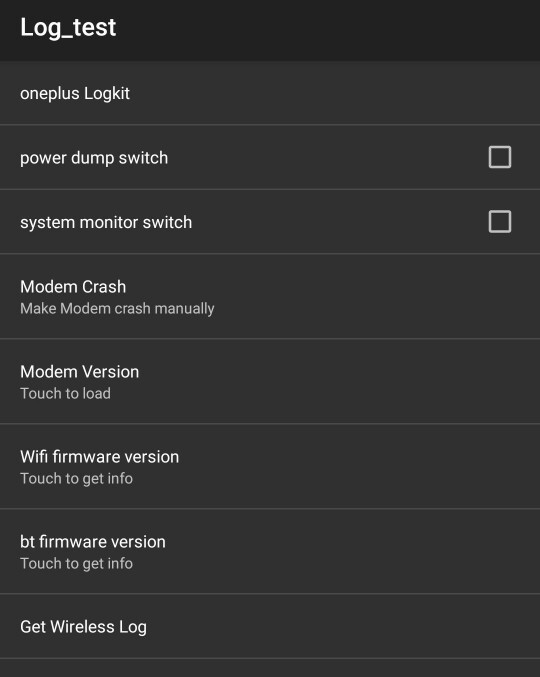 Log_test
oneplus Logkit
power dump switch
system monitor switch
Modem Crash
Make Modem crash manually
Modem Version
Touch to load
Wifi firmware version
Touch to get info
bt firmware version
Touch to get info
Get Wireless Log